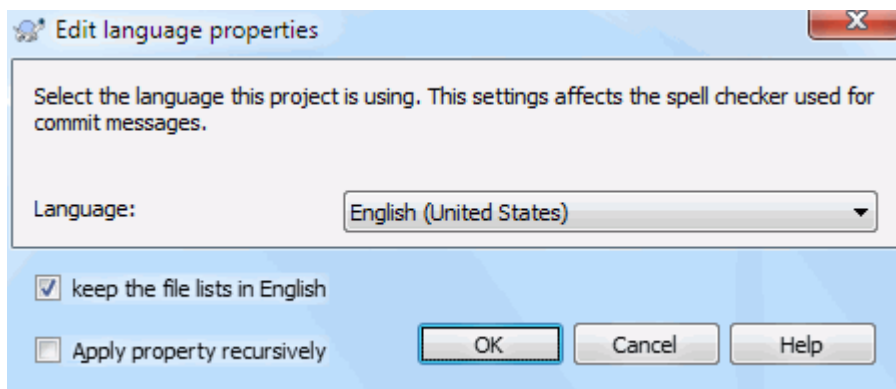 Edit language properties
Select the language this project is using. This settings affects the spell checker used for
commit messages.
Language: English (United States)
keep the file lists in English
Apply property recursively OK Cancel Help